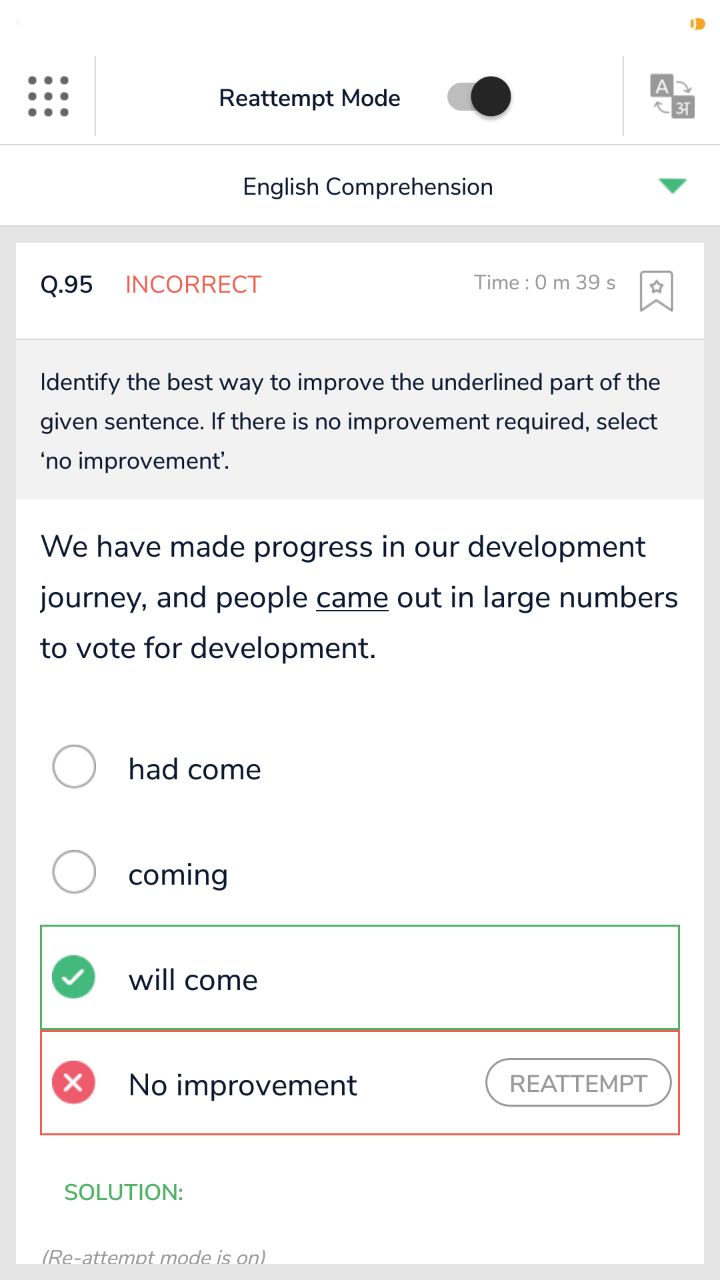 Reattempt Mode
A अ
English Comprehension
Q.95 INCORRECT Time : 0 m 39 s
Identify the best way to improve the underlined part of the
given sentence. If there is no improvement required, select
‘no improvement’.
We have made progress in our development
journey, and people came out in large numbers
to vote for development.
had come
coming
will come
No improvement REATTEMPT
SOLUTION:
(Re-attempt mode is on)